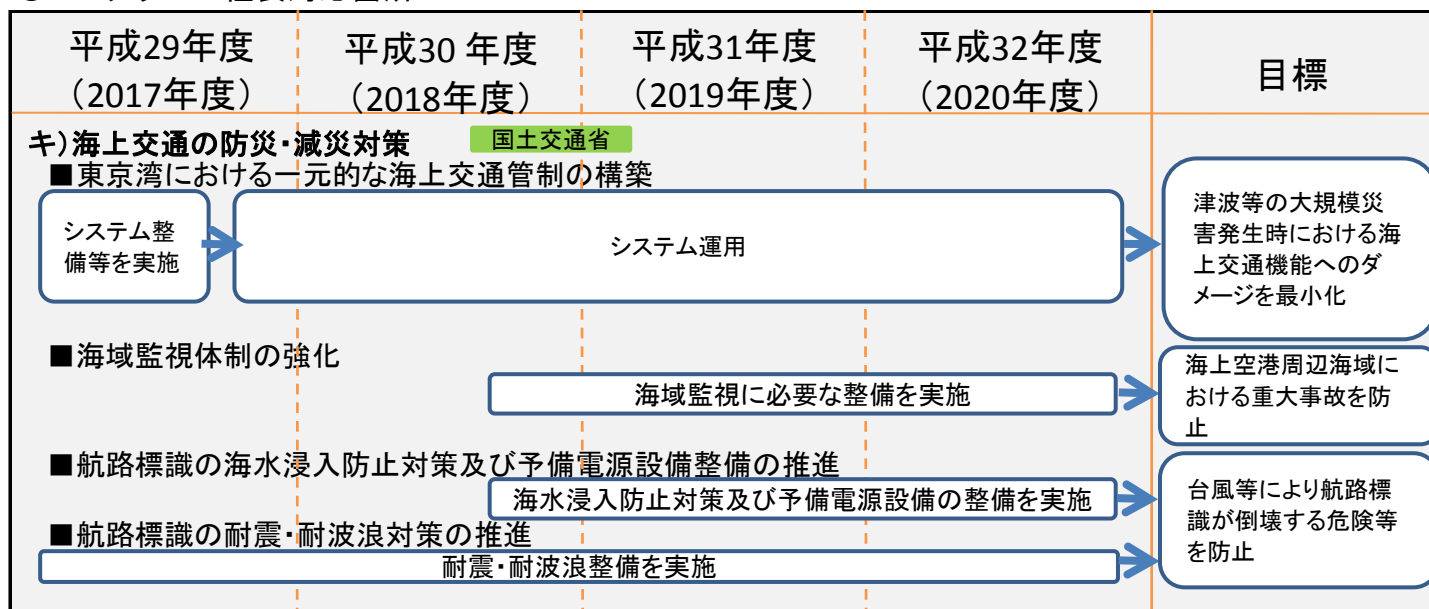 平成29年度
（2017年度）
平成30 年度
（2018年度）
平成31年度
（2019年度）
平成32年度
（2020年度）
目標
キ）海上交通の防災・減災対策
国土交通省
■東京湾における一元的な海上交通管制の構築
システム整
備等を実施
システム運用
津波等の大規模災
害発生時における海
上交通機能へのダ
メージを最小化
■海域監視体制の強化
海域監視に必要な整備を実施
海上空港周辺海域に
おける重大事故を防
止
■航路標識の海水浸入防止対策及び予備電源設備整備の推進
海水浸入防止対策及び予備電源設備の整備を実施
台風等により航路標
識が倒壊する危険等
を防止
■航路標識の耐震・耐波浪対策の推進
耐震・耐波浪整備を実施